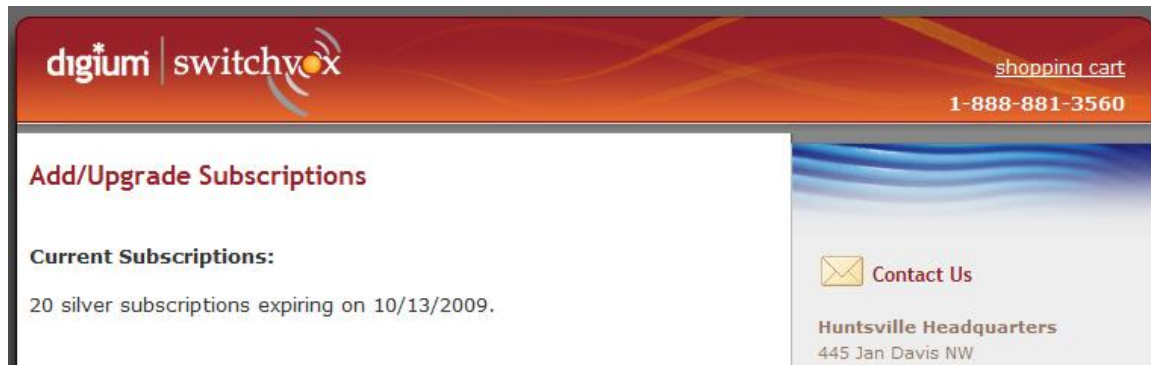 digium switchvox
shopping cart
1-888-881-3560
Add/Upgrade Subscriptions
Current Subscriptions:
20 silver subscriptions expiring on 10/13/2009.
Contact Us
Huntsville Headquarters
445 Jan Davis NW